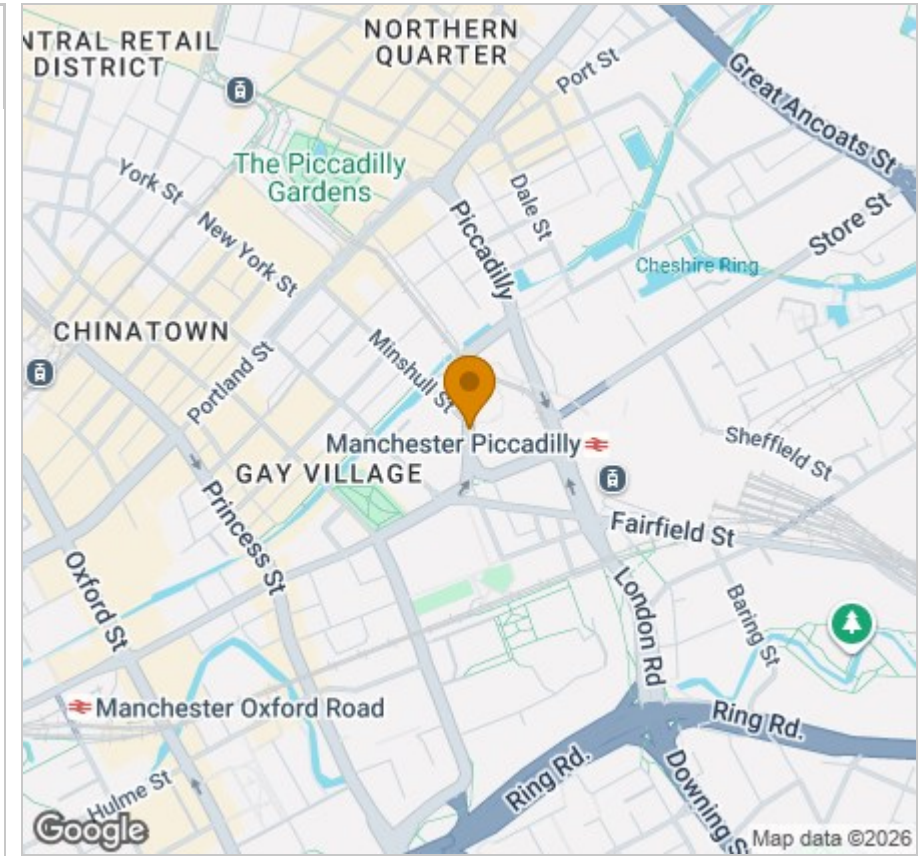 NTRAL RETAIL
DISTRICT
NORTHERN
QUARTER
Port St
Great Ancoats St
The Piccadilly
Gardens
York St
New York St
Piccadilly
Dale St
Store St
Cheshire Ring
CHINATOWN
Portland St
Minshull St
Manchester Piccadilly
Sheffield St
GAY VILLAGE
Princess St
Fairfield St
Oxford St
London Rd
Baring St
Manchester Oxford Road
Ring Rd.
Ring Rd.
Hulme St
Downing S
Google
Map data ©2026